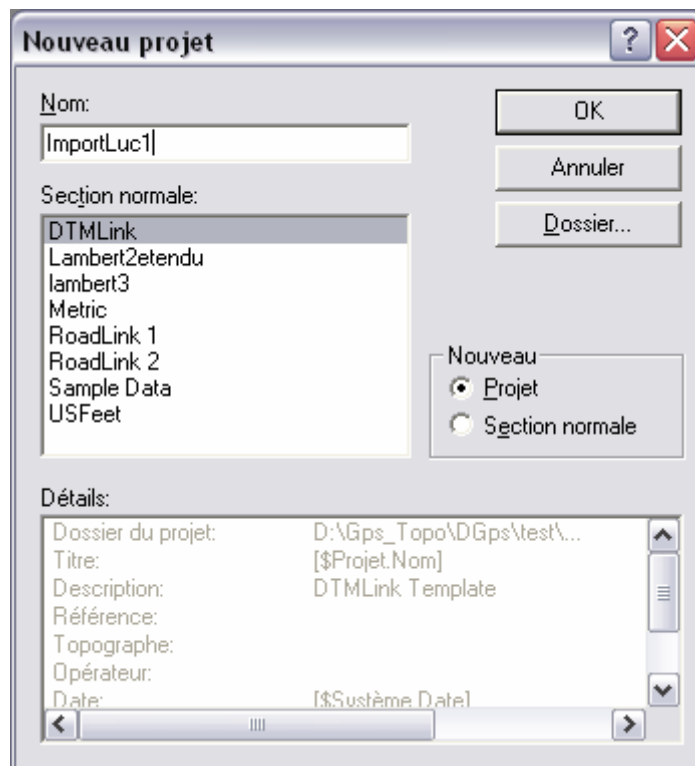 Nouveau projet
Nom:
ImportLuc1
OK
Annuler
Dossier...
Section normale:
DTMLink
Lambert2etendu
lambert3
Metric
RoadLink 1
RoadLink 2
Sample Data
USFeet
Nouveau
Projet
Section normale
Détails:
Dossier du projet: D:\Gps_Topo\DGps\test\...
Titre: [$Projet.Nom]
Description: DTMLink Template
Référence:
Topographe:
Opérateur:
Date: [$Système Date]